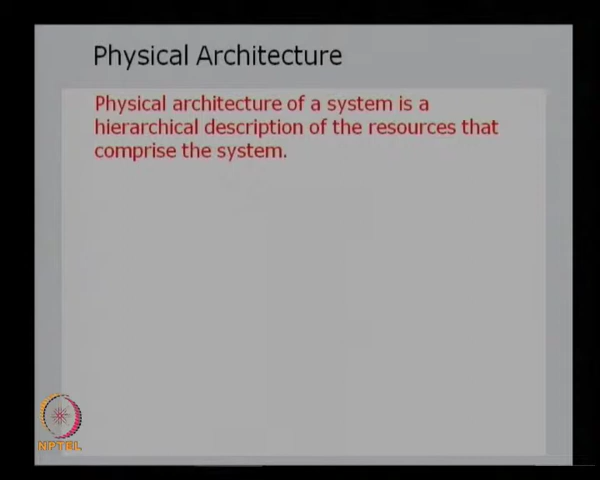 Physical Architecture
Physical architecture of a system is a
hierarchical description of the resources that
comprise the system.
NPTEL